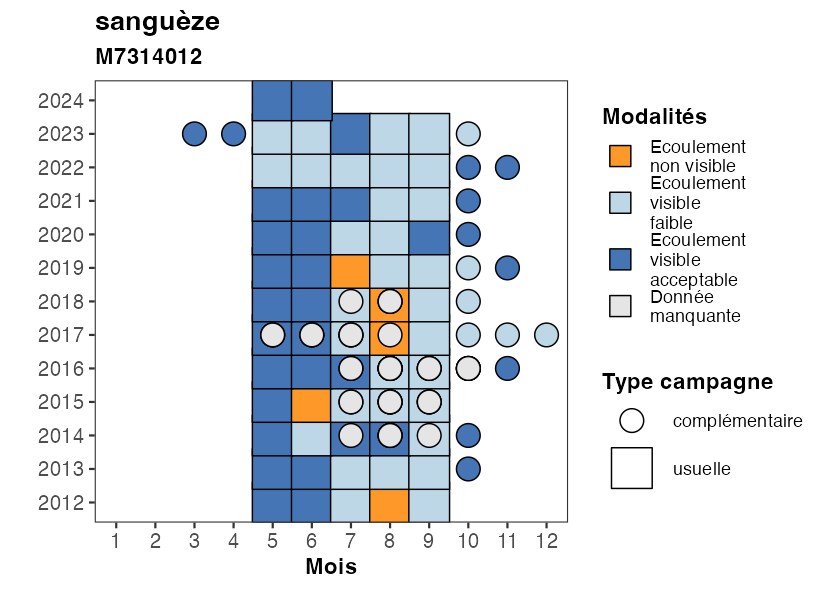 sanguèze
M7314012
2024
2023
2022
2021
2020
2019
2018
2017
2016
2015
2014
2013
2012
1 2 3 4 5 6 7 8 9 10 11 12
Mois
Modalités
Ecoulement
non visible
Ecoulement
visible
faible
Ecoulement
visible
acceptable
Donnée
manquante
Type campagne
complémentaire
usuelle